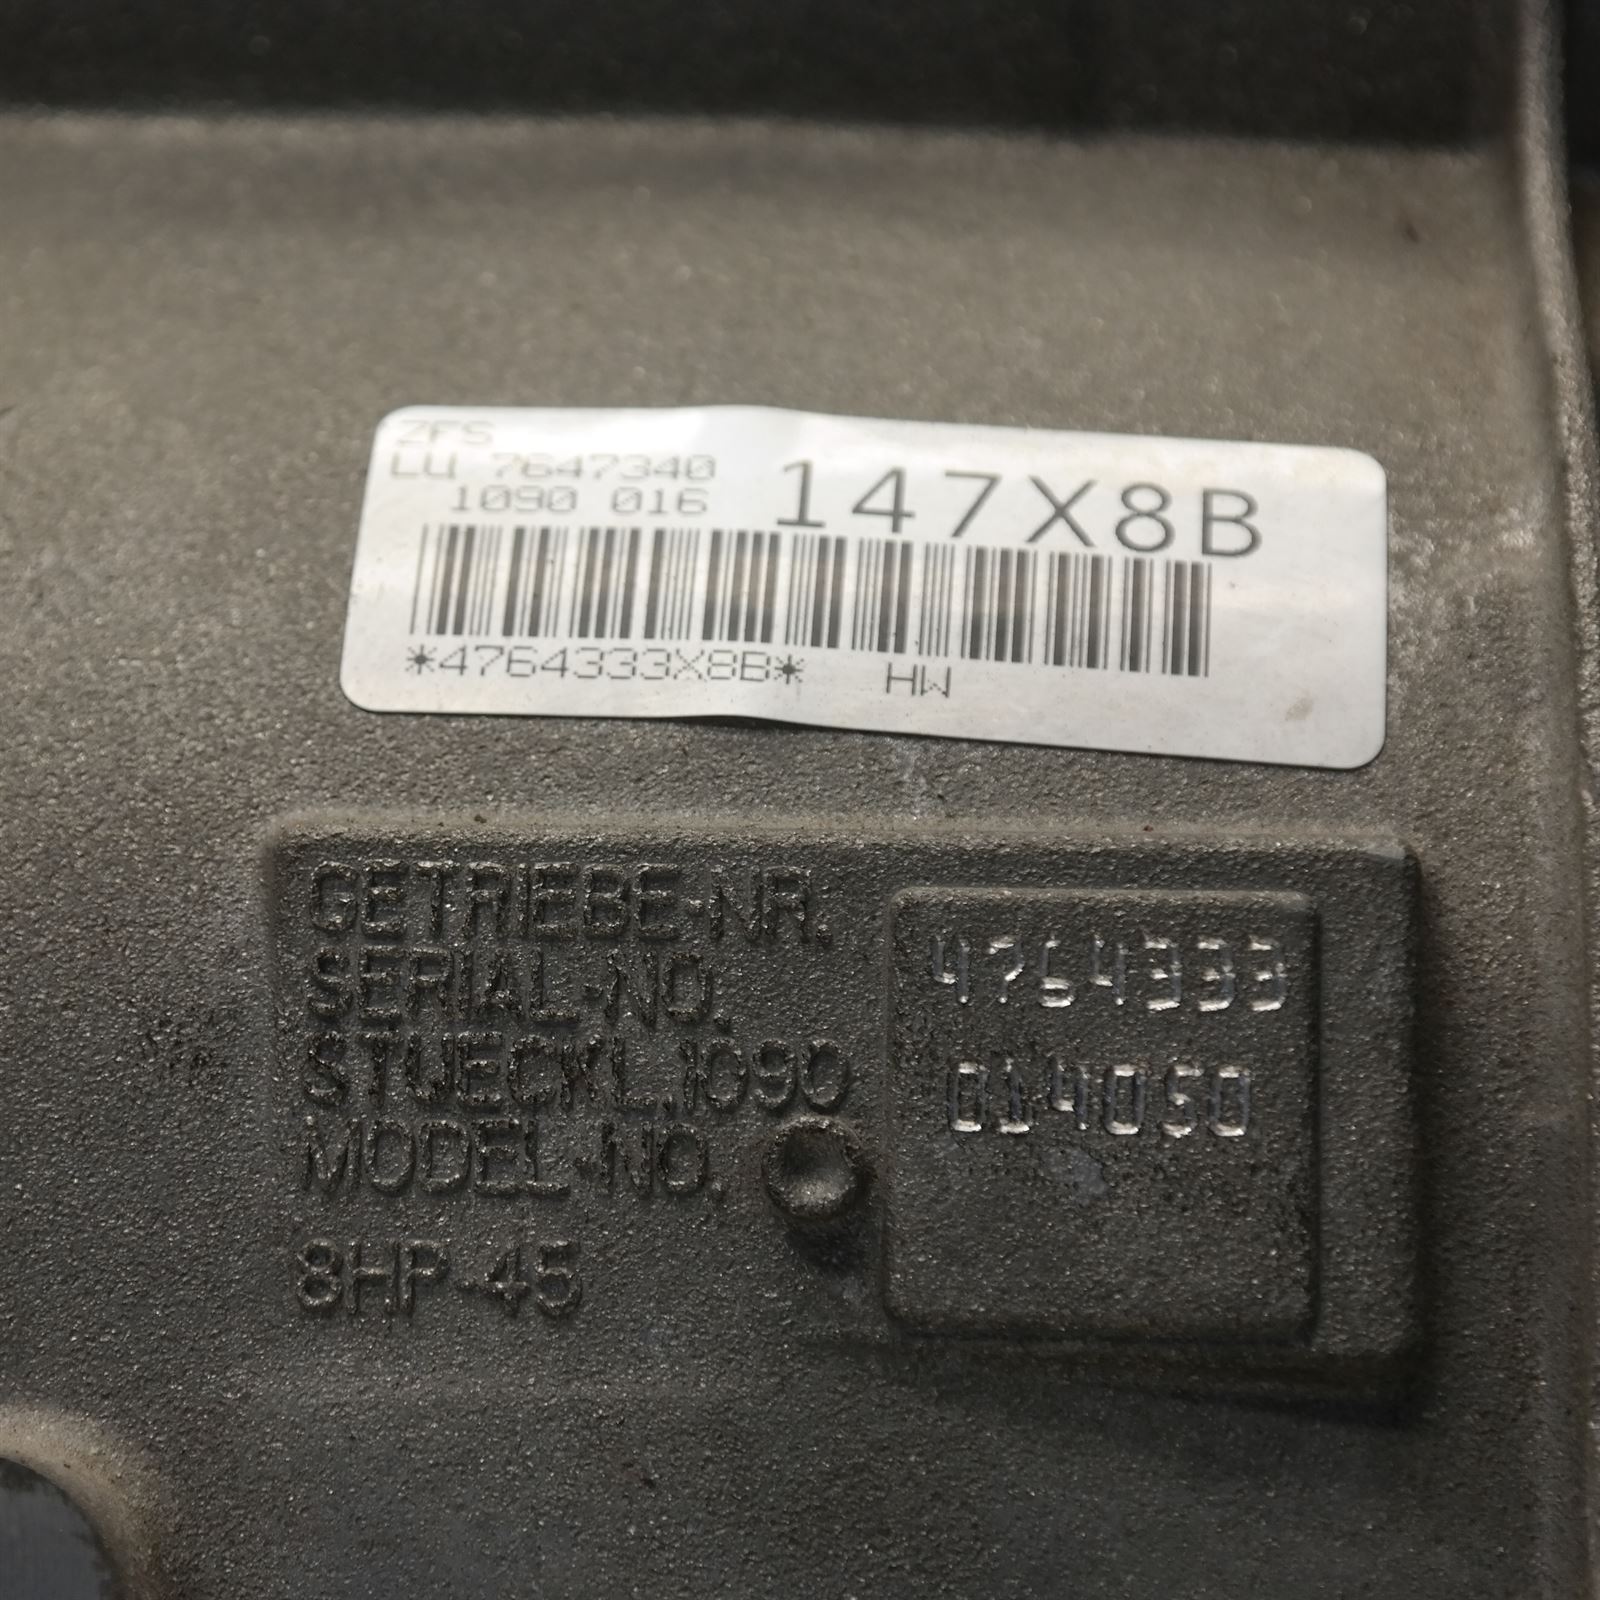 ZFS
LU 7647340
1090 016
147X8B
*4764333X8B* HW
GETRIEBE-NR.
SERIAL-NO. 4764333
STUECKL.1090 014050
MODEL-NO.
8HP-45